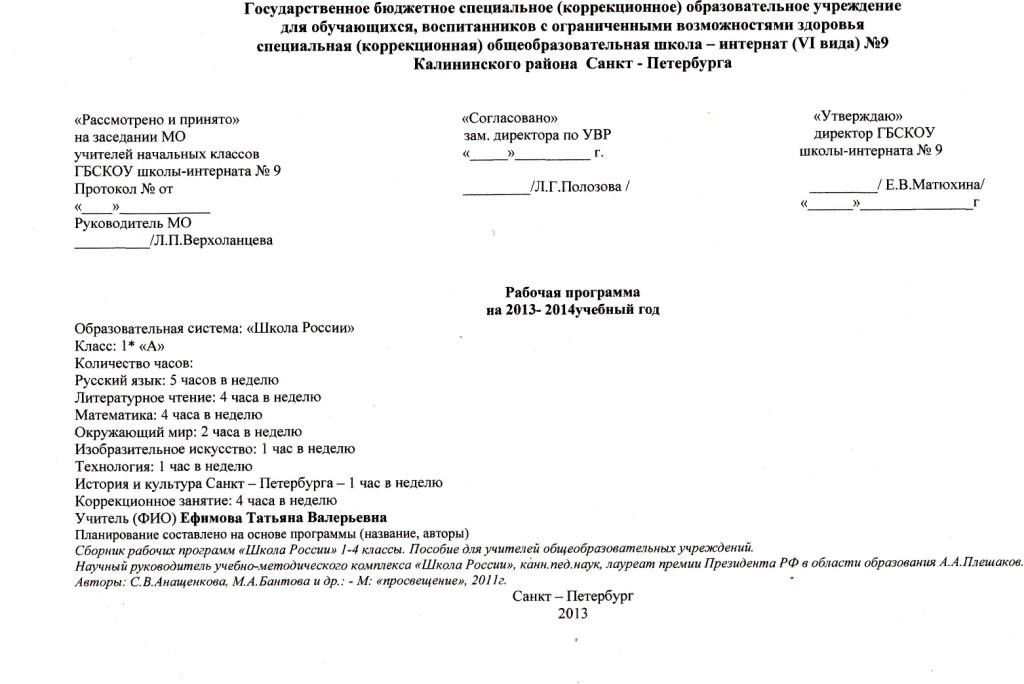 Государственное бюджетное специальное (коррекционное) образовательное учреждение
для обучающихся, воспитанников с ограниченными возможностями здоровья
специальная (коррекционная) общеобразовательная школа – интернат (VI вида) №9
Калининского района Санкт - Петербурга
«Рассмотрено и принято»
на заседании МО
учителей начальных классов
ГБСКОУ школы-интерната № 9
Протокол № от
«____»____________
Руководитель МО
__________/Л.П.Верхоланцева
«Согласовано»
зам. директора по УВР
«_____»__________ г.
_________/Л.Г.Полозова /
«Утверждаю»
директор ГБСКОУ
школы-интерната № 9
_________/ Е.В.Матюхина/
«______»_______________г
Рабочая программа
на 2013- 2014учебный год
Образовательная система: «Школа России»
Класс: 1* «А»
Количество часов:
Русский язык: 5 часов в неделю
Литературное чтение: 4 часа в неделю
Математика: 4 часа в неделю
Окружающий мир: 2 часа в неделю
Изобразительное искусство: 1 час в неделю
Технология: 1 час в неделю
История и культура Санкт – Петербурга – 1 час в неделю
Коррекционное занятие: 4 часа в неделю
Учитель (ФИО) Ефимова Татьяна Валерьевна
Планирование составлено на основе программы (название, авторы)
Сборник рабочих программ «Школа России» 1-4 классы. Пособие для учителей общеобразовательных учреждений.
Научный руководитель учебно-методического комплекса «Школа России», канн.пед.наук, лауреат премии Президента РФ в области образования А.А.Плешаков.
Авторы: С.В.Анащенкова, М.А.Бантова и др.: - М: «просвещение», 2011г.
Санкт – Петербург
2013